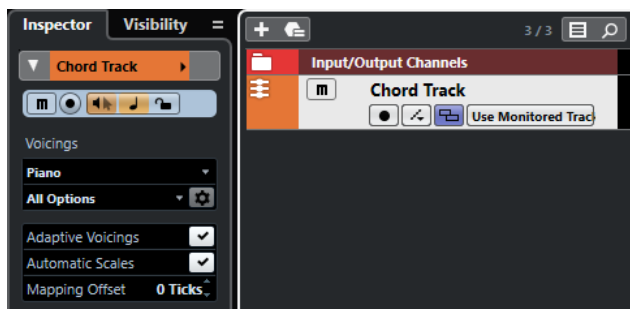 Inspector Visibility
Chord Track
m
Voicings
Piano
All Options
Adaptive Voicings
Automatic Scales
Mapping Offset 0 Ticks
3 / 3
Input/Output Channels
m Chord Track
Use Monitored Trac